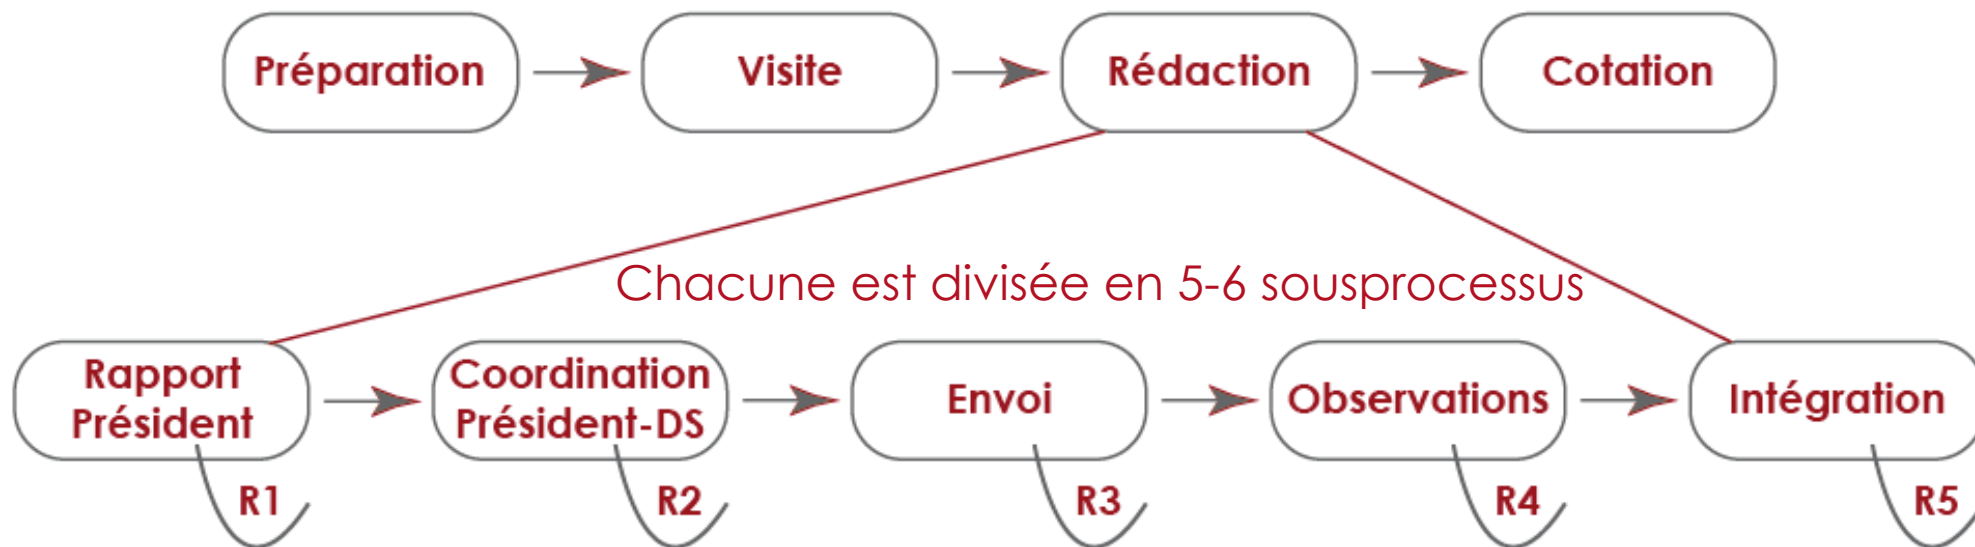 Préparation
Visite
Rédaction
Cotation
Chacune est divisée en 5-6 sousprocessus
Rapport
Président
Coordination
Président-DS
Envoi
Observations
Intégration
R1
R2
R3
R4
R5